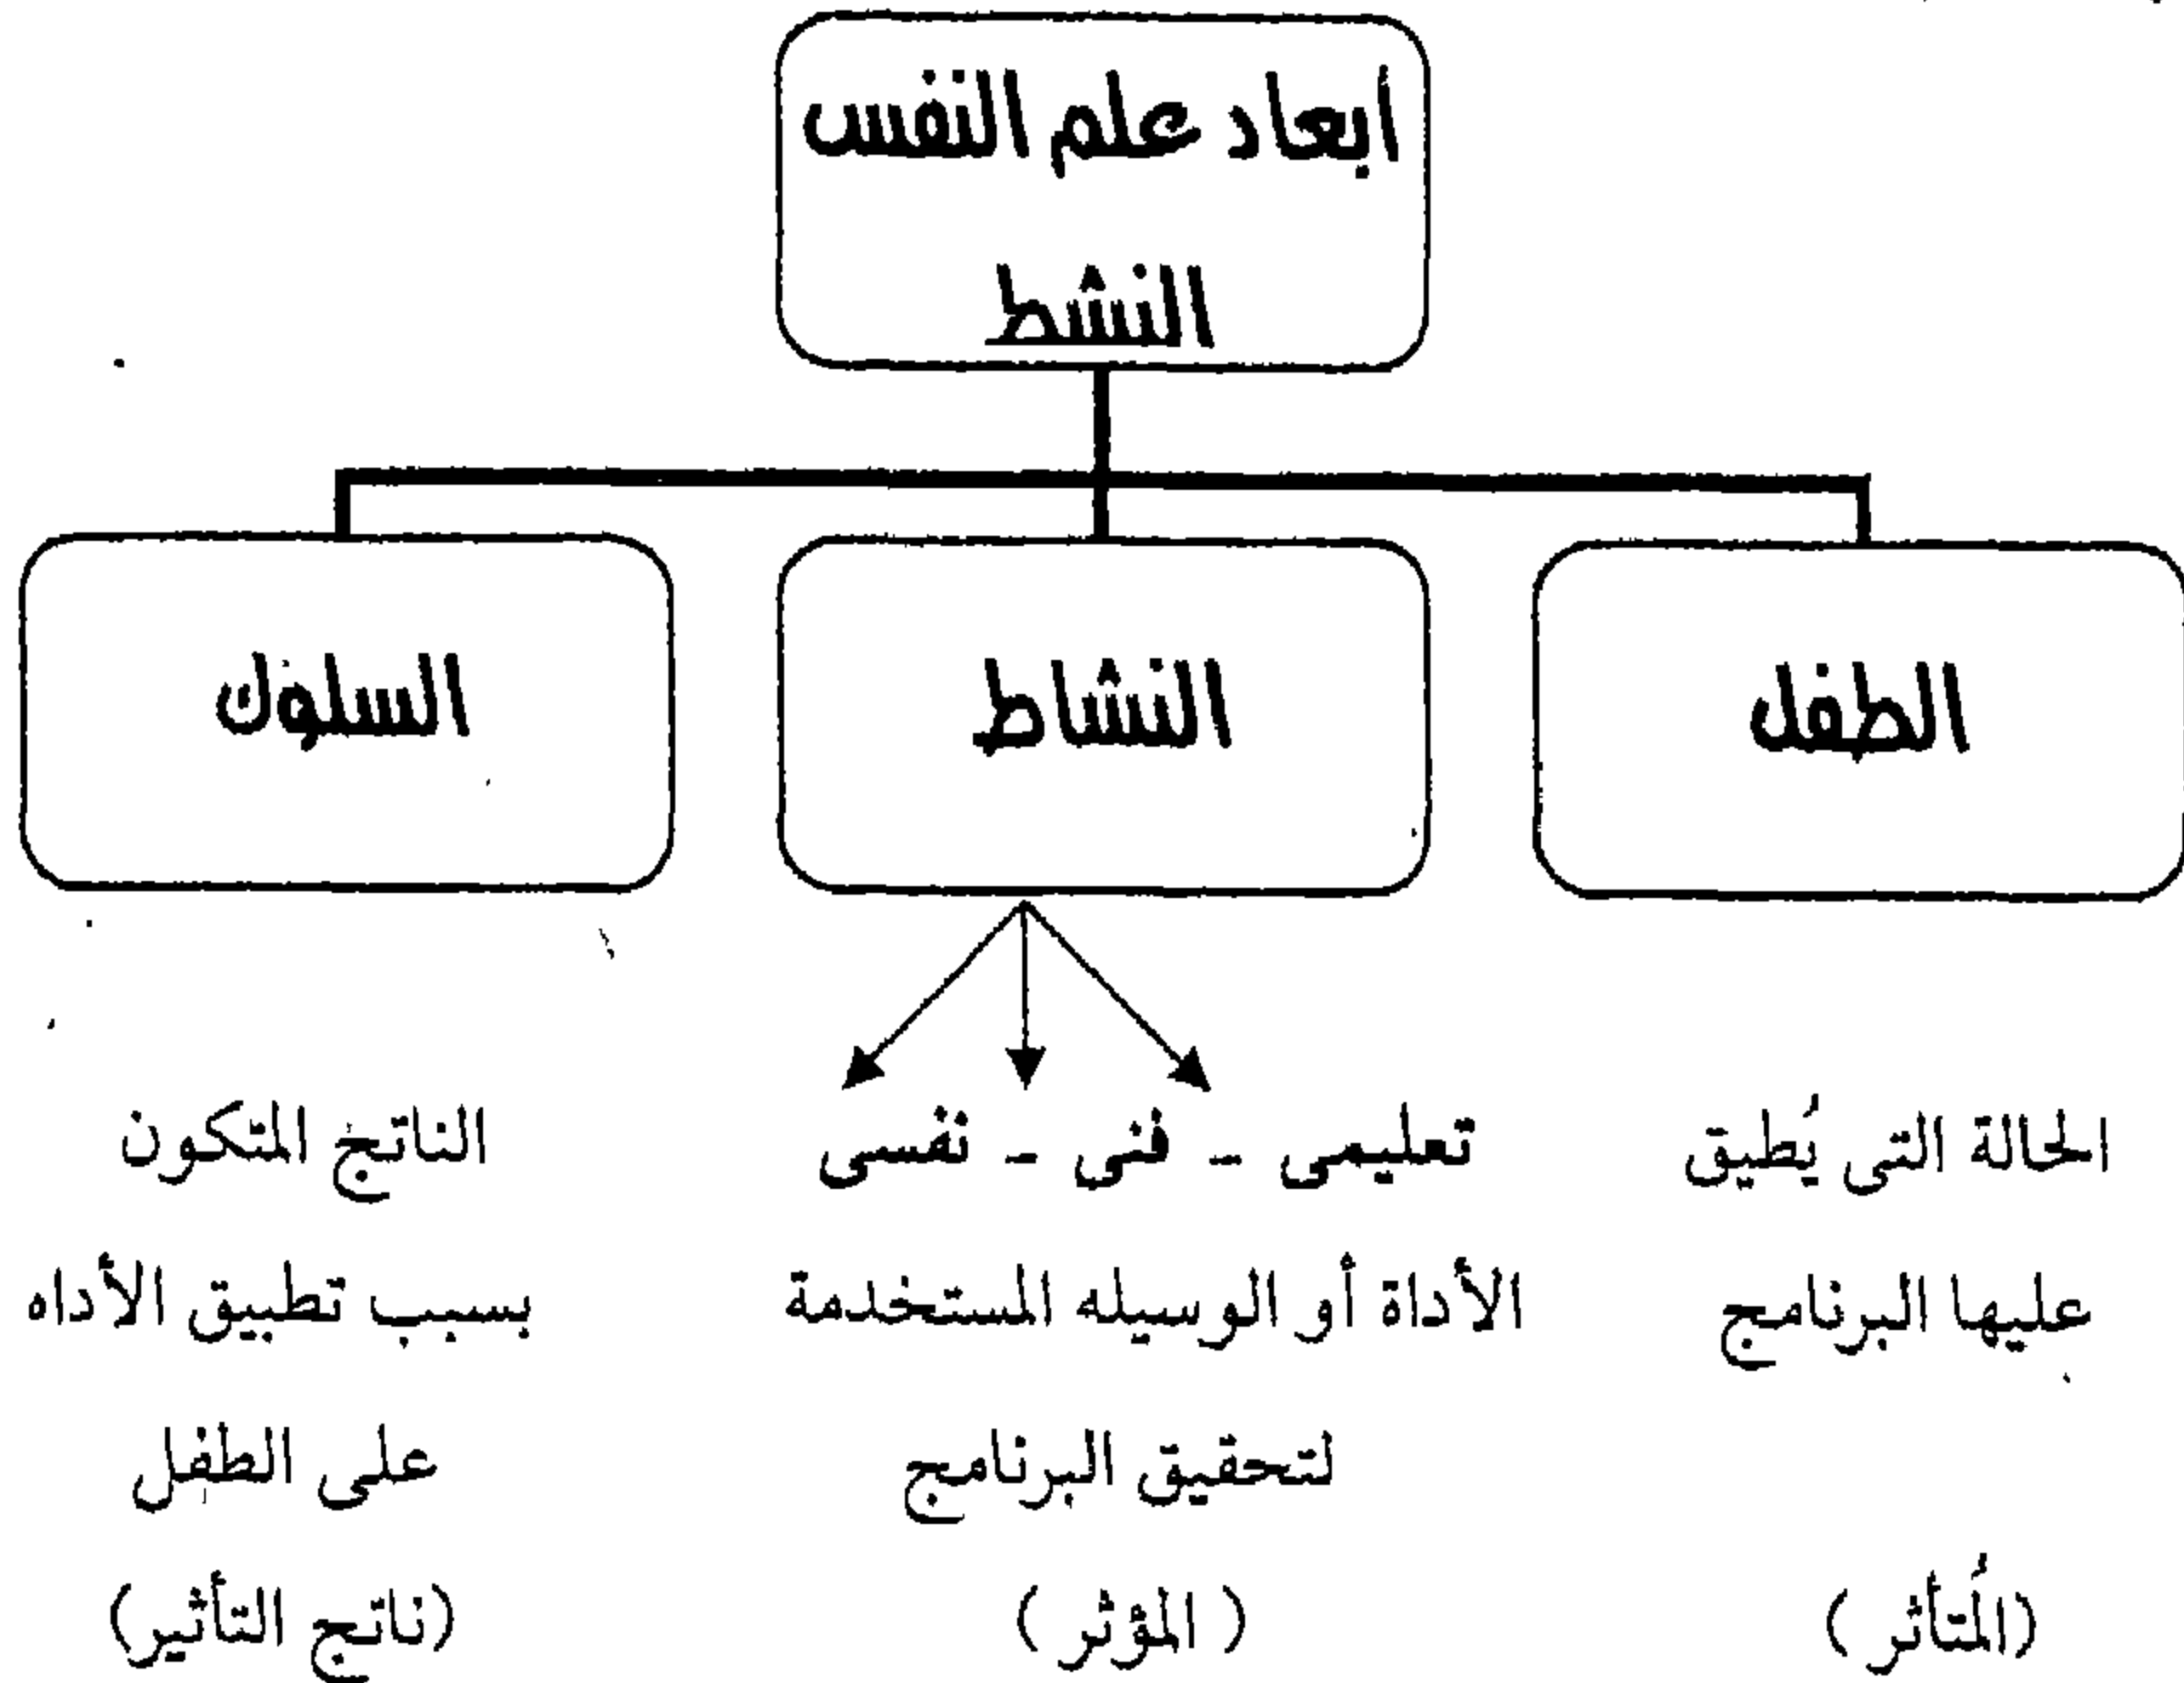 أبعاد علم النفس
النشط
الطفل
النشاط
السلوك
الحالة التى يُطبق
عليها البرنامج
(المُتأثر )
تعليمى - فنى - نفسى
الأداة أو الوسيله المستخدمة
لتحقيق البرنامج
( المؤثر )
الناتج المتكون
بسبب تطبيق الأداه
على الطفل
(ناتج التأثير)